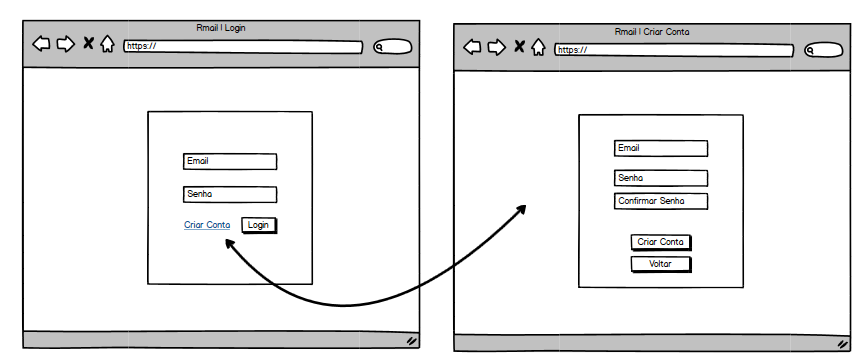 Rmail | Login
https://
Email
Senha
Criar Conta
Login
Rmail | Criar Conta
https://
Email
Senha
Confirmar Senha
Criar Conta
Voltar